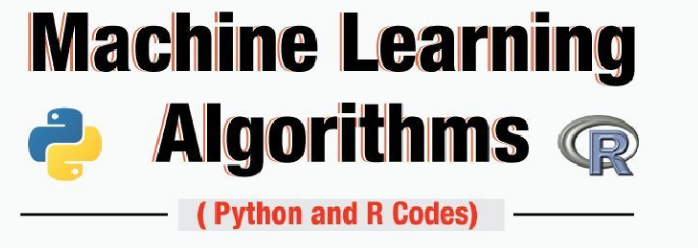 Machine Learning
Algorithms
R
( Python and R Codes)